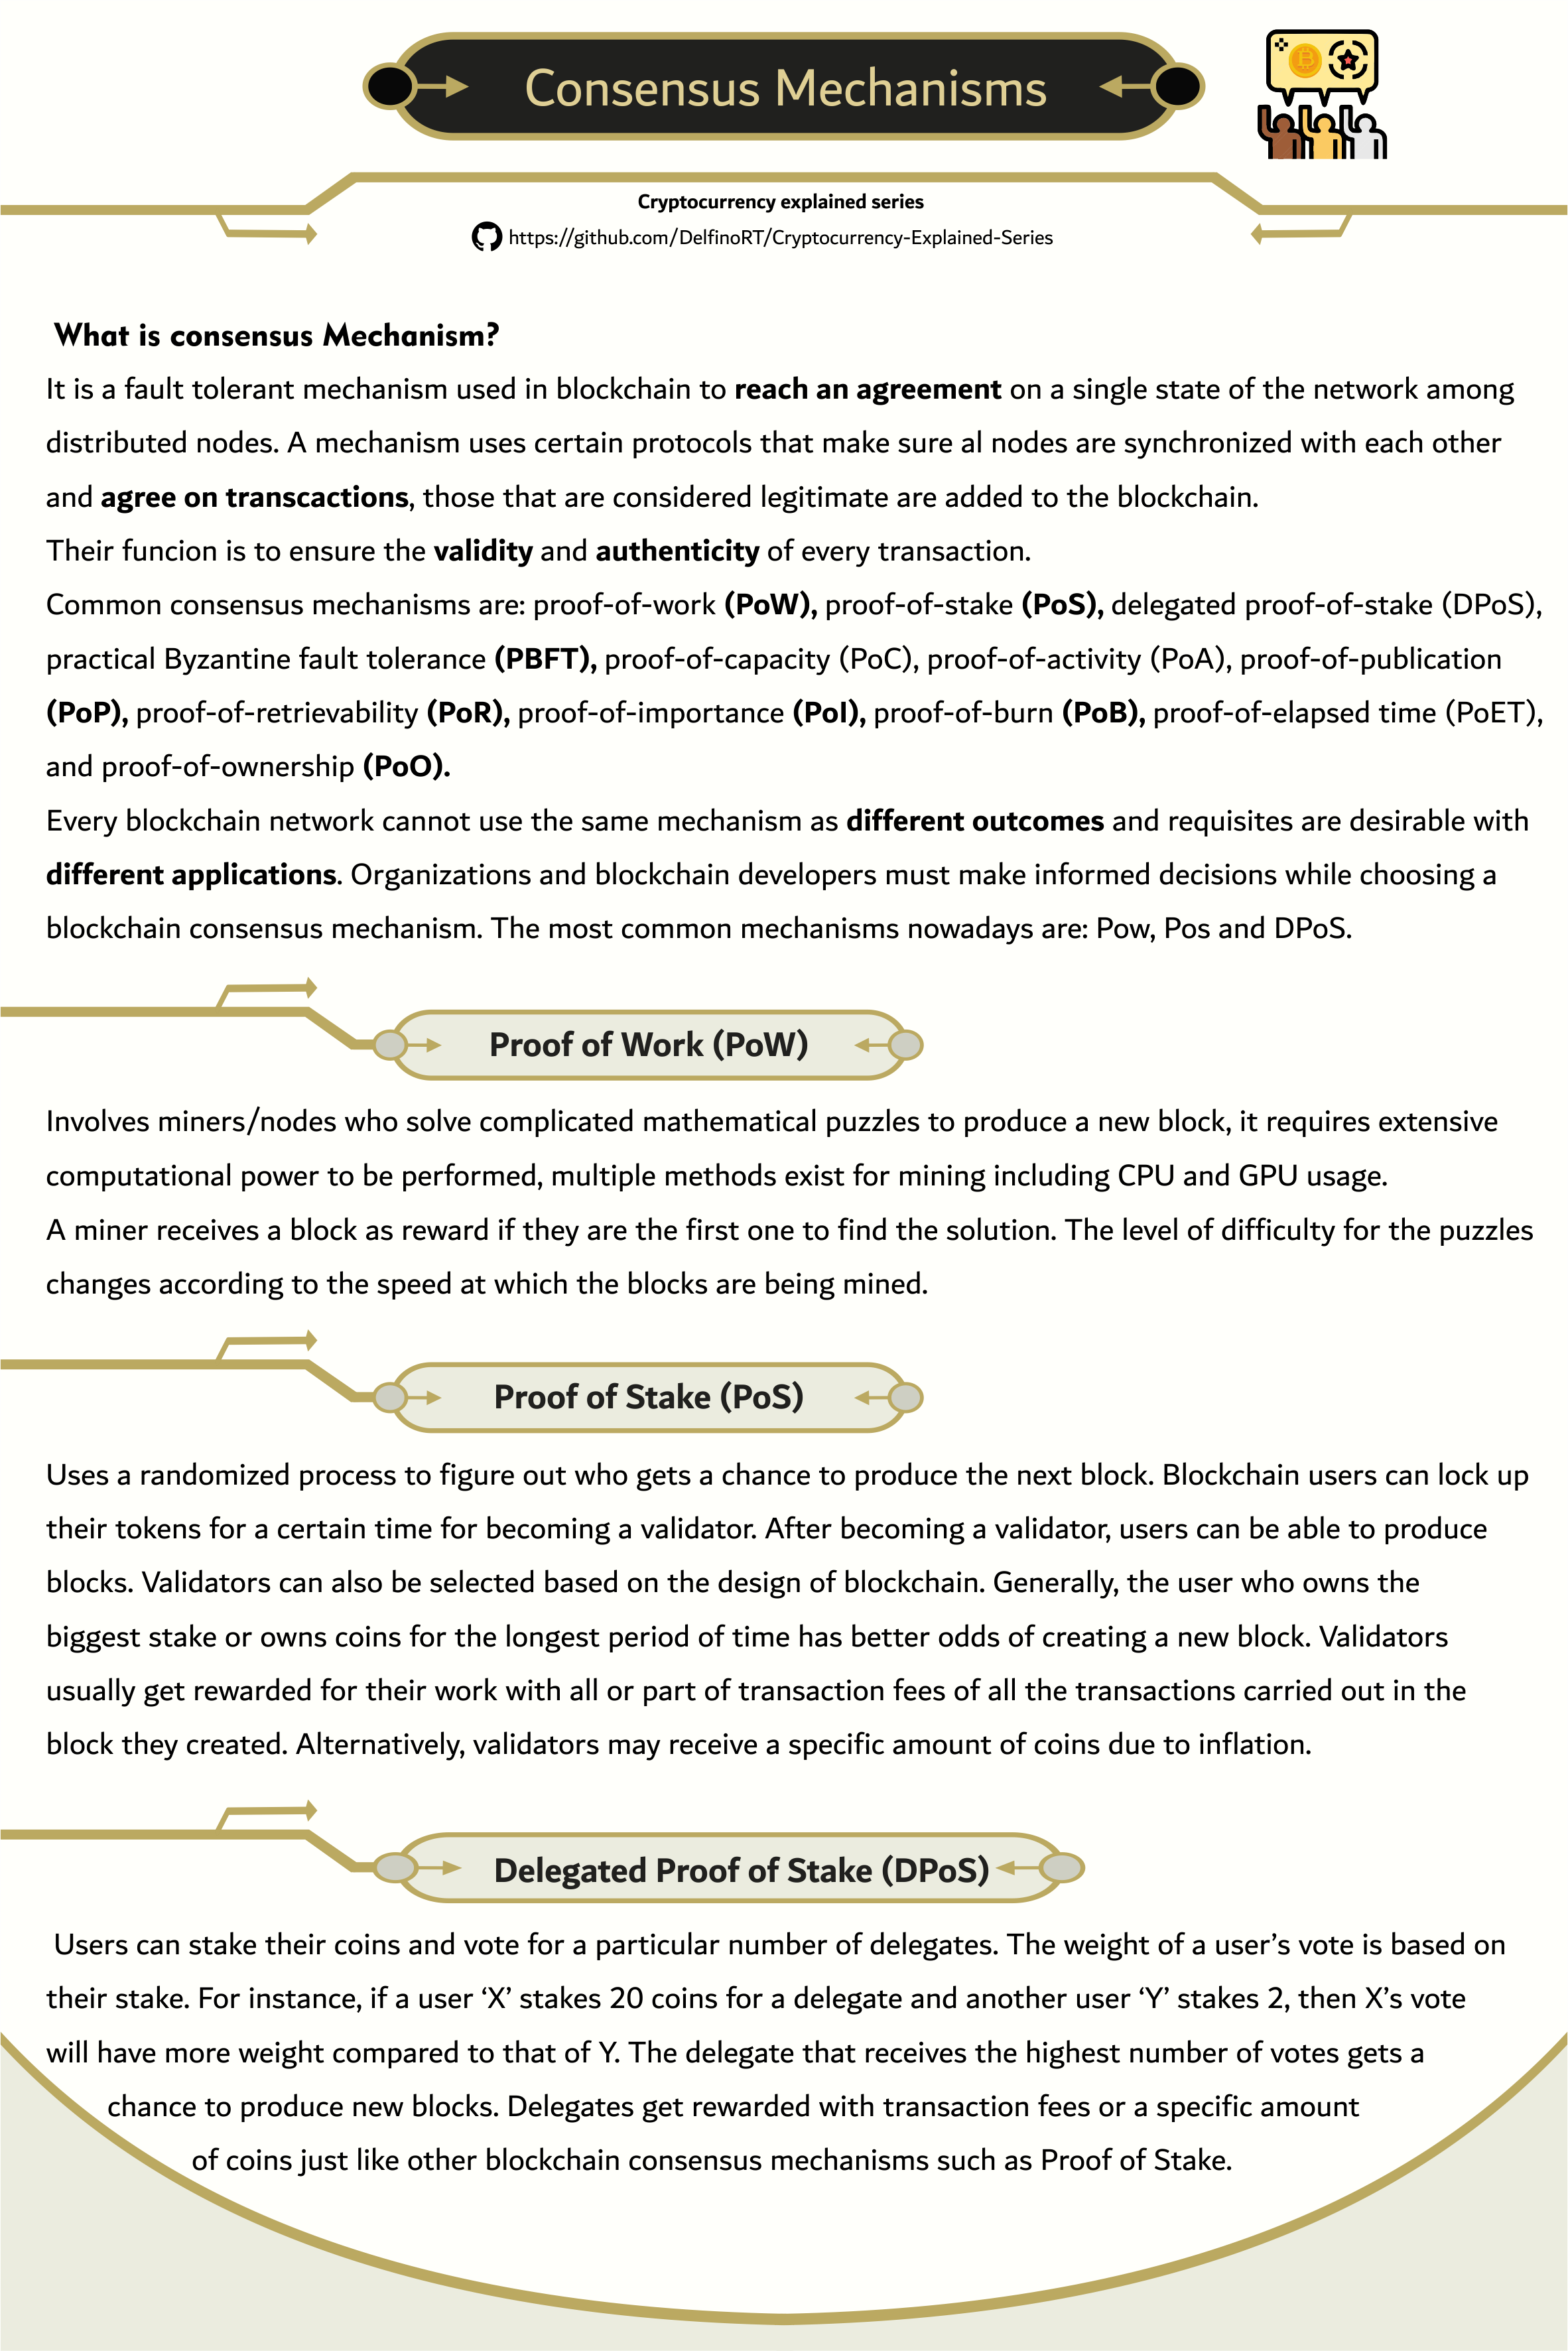 Consensus Mechanisms
Cryptocurrency explained series
https://github.com/DelfinoRT/Cryptocurrency-Explained-Series
What is consensus Mechanism?
It is a fault tolerant mechanism used in blockchain to reach an agreement on a single state of the network among
distributed nodes. A mechanism uses certain protocols that make sure al nodes are synchronized with each other
and agree on transcactions, those that are considered legitimate are added to the blockchain.
Their funcion is to ensure the validity and authenticity of every transaction.
Common consensus mechanisms are: proof-of-work (PoW), proof-of-stake (PoS), delegated proof-of-stake (DPoS),
practical Byzantine fault tolerance (PBFT), proof-of-capacity (PoC), proof-of-activity (PoA), proof-of-publication
(PoP), proof-of-retrievability (PoR), proof-of-importance (PoI), proof-of-burn (PoB), proof-of-elapsed time (PoET),
and proof-of-ownership (PoO).
Every blockchain network cannot use the same mechanism as different outcomes and requisites are desirable with
different applications. Organizations and blockchain developers must make informed decisions while choosing a
blockchain consensus mechanism. The most common mechanisms nowadays are: Pow, Pos and DPoS.
Proof of Work (PoW)
Involves miners/nodes who solve complicated mathematical puzzles to produce a new block, it requires extensive
computational power to be performed, multiple methods exist for mining including CPU and GPU usage.
A miner receives a block as reward if they are the first one to find the solution. The level of difficulty for the puzzles
changes according to the speed at which the blocks are being mined.
Proof of Stake (PoS)
Uses a randomized process to figure out who gets a chance to produce the next block. Blockchain users can lock up
their tokens for a certain time for becoming a validator. After becoming a validator, users can be able to produce
blocks. Validators can also be selected based on the design of blockchain. Generally, the user who owns the
biggest stake or owns coins for the longest period of time has better odds of creating a new block. Validators
usually get rewarded for their work with all or part of transaction fees of all the transactions carried out in the
block they created. Alternatively, validators may receive a specific amount of coins due to inflation.
Delegated Proof of Stake (DPoS)
Users can stake their coins and vote for a particular number of delegates. The weight of a user’s vote is based on
their stake. For instance, if a user ‘X’ stakes 20 coins for a delegate and another user ‘Y’ stakes 2, then X’s vote
will have more weight compared to that of Y. The delegate that receives the highest number of votes gets a
chance to produce new blocks. Delegates get rewarded with transaction fees or a specific amount
of coins just like other blockchain consensus mechanisms such as Proof of Stake.